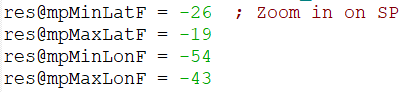 res@mpMinLatF = -26  ; Zoom in on SP
res@mpMaxLatF = -19
res@mpMinLonF = -54
res@mpMaxLonF = -43